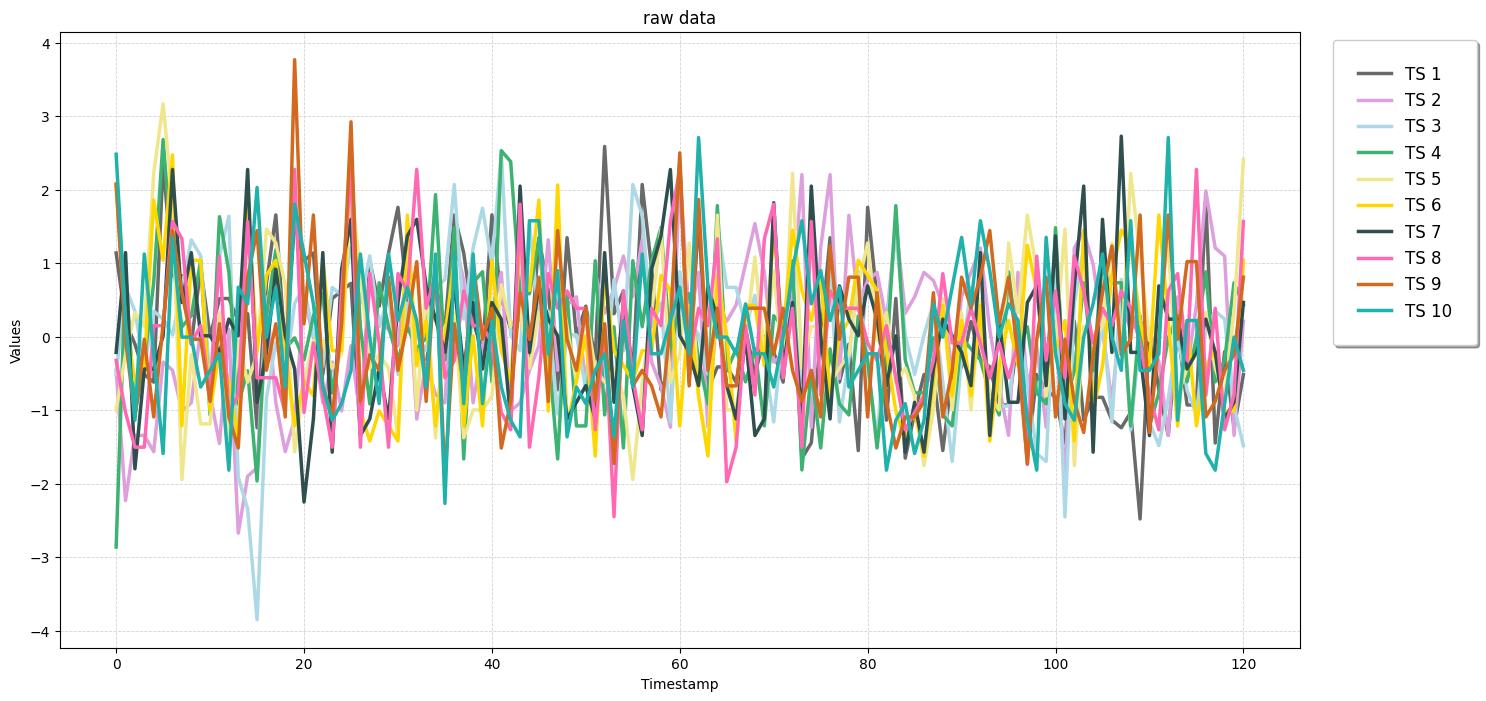 raw data
4
3
2
1
0
−1
−2
−3
−4
Values
0
20
40
60
80
100
120
Timestamp
TS 1
TS 2
TS 3
TS 4
TS 5
TS 6
TS 7
TS 8
TS 9
TS 10